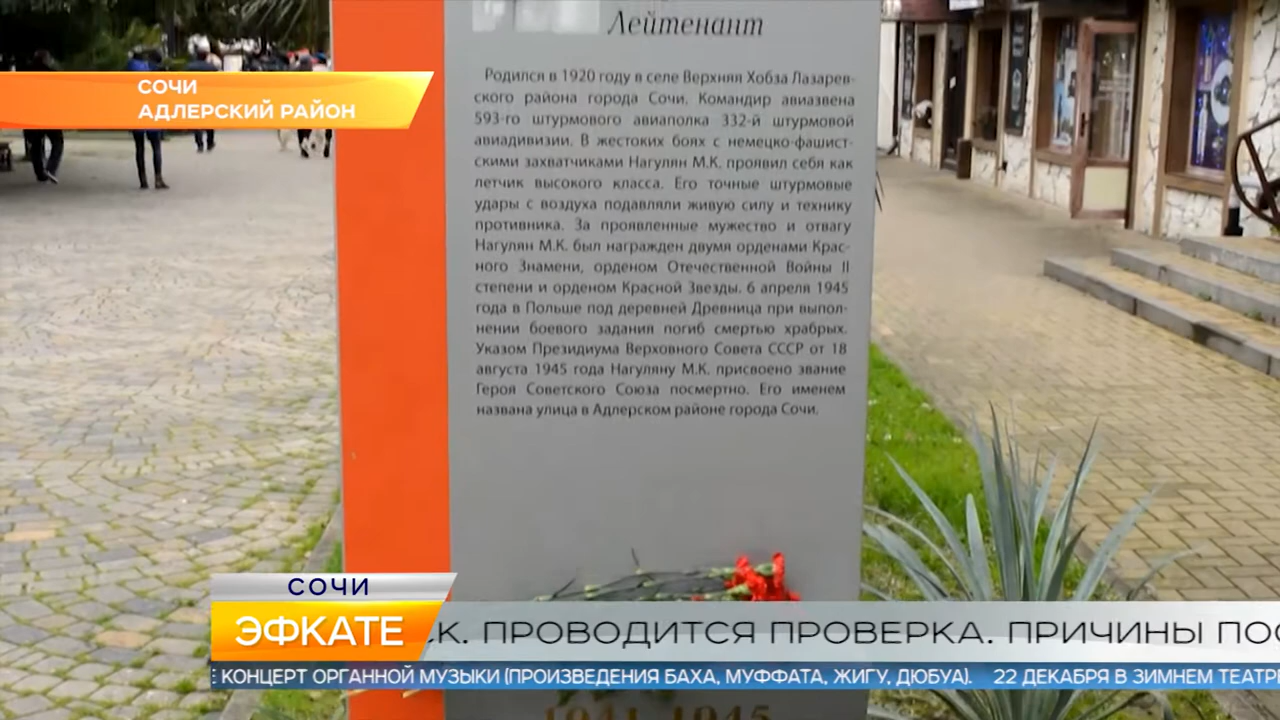 Лейтенант
СОЧИ
АДЛЕРСКИЙ РАЙОН
Родился в 1920 году в селе Верхняя Хобза Лазарев-
ского района города Сочи. Командир авиазвена
593-го штурмового авиаполка 332-й штурмовой
авиадивизии. В жестоких боях с немецко-фашист-
скими захватчиками Нагулян М.К. проявил себя как
летчик высокого класса. Его точные штурмовые
удары с воздуха подавляли живую силу и технику
противника. За проявленные мужество и отвагу
Нагулян М.К. был награжден двумя орденами Крас-
ного Знамени, орденом Отечественной Войны II
степени и орденом Красной Звезды. 6 апреля 1945
года в Польше под деревней Древница при выпол-
нении боевого задания погиб смертью храбрых.
Указом Президиума Верховного Совета СССР от 18
августа 1945 года Нагуляну М.К. присвоено звание
Героя Советского Союза посмертно. Его именем
названа улица в Адлерском районе города Сочи.
СОЧИ
ЭФКАТЕ
СК. ПРОВОДИТСЯ ПРОВЕРКА. ПРИЧИНЫ ПОС
Е КОНЦЕРТ ОРГАННОЙ МУЗЫКИ (ПРОИЗВЕДЕНИЯ БАХА, МУФФАТА, ЖИГУ, ДЮБУА). 22 ДЕКАБРЯ В ЗИМНЕМ ТЕАТРЕ
1941-1945